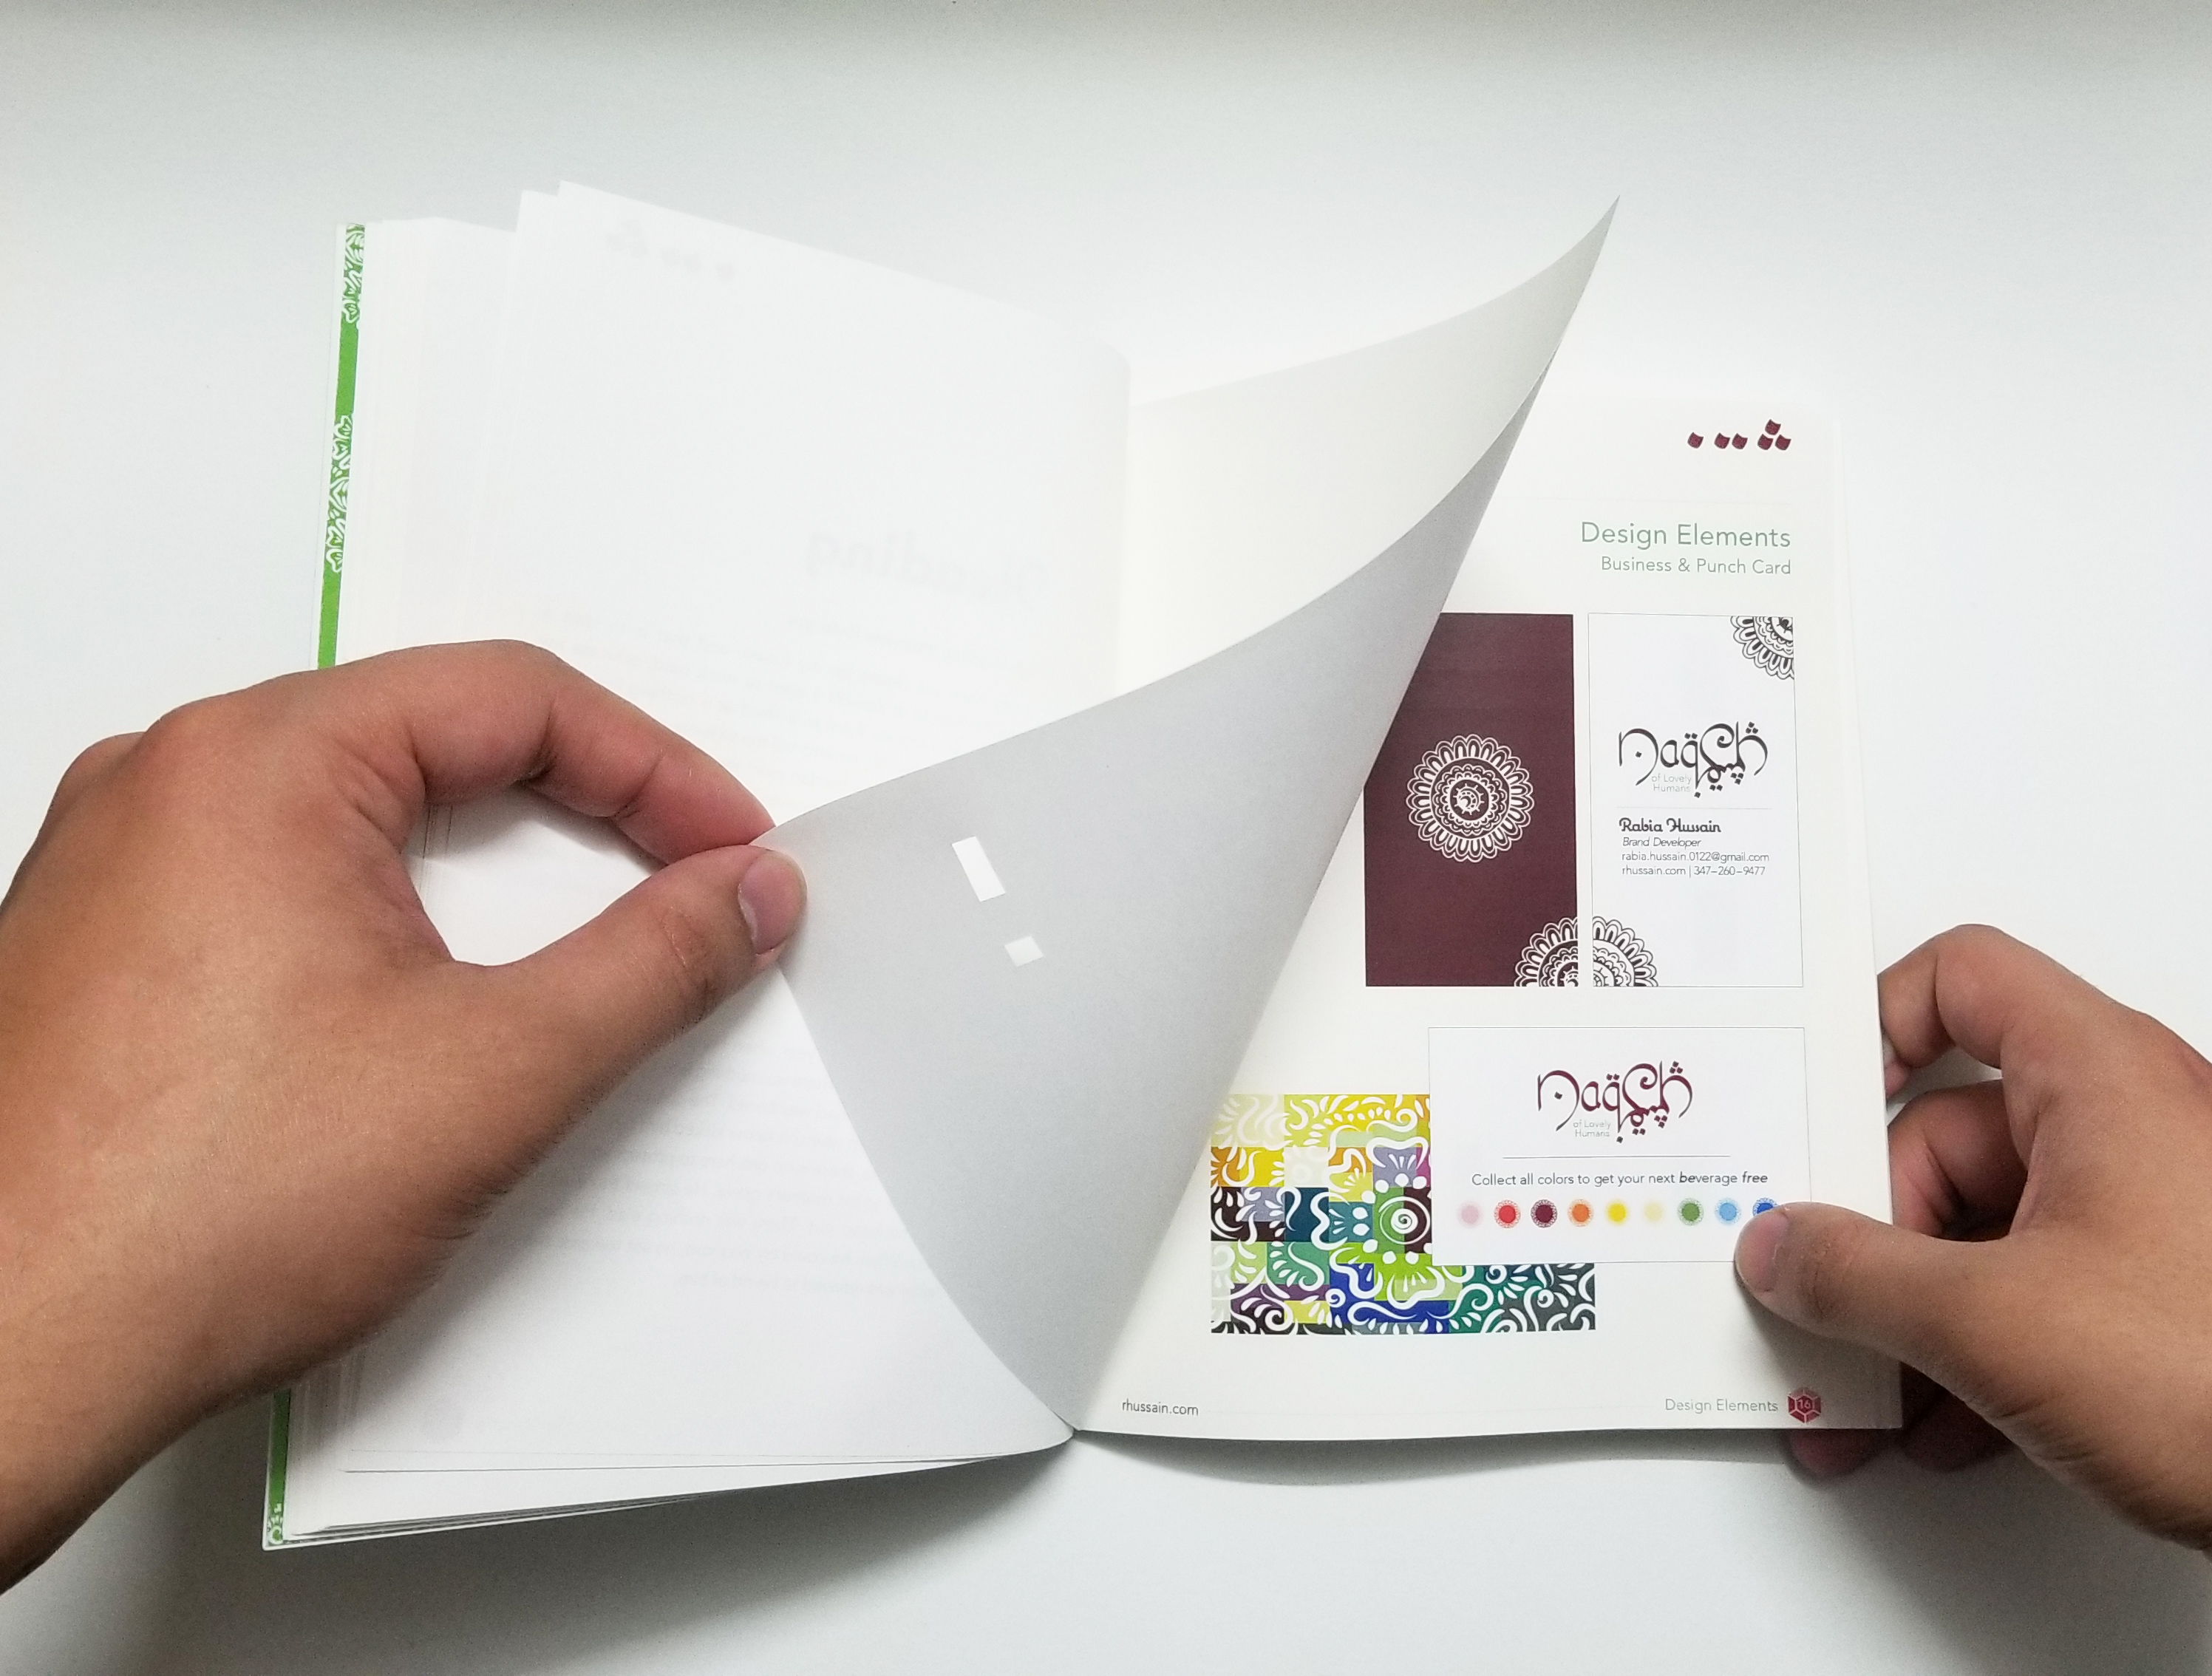 Design Elements
Business & Punch Card
Naqsh
نقش
of Lovely
Humans
Rabia Hussain
Brand Developer
rabia.hussain.0122@gmail.com
rhussain.com | 347-260-9477
Naqsh
نقش
of Lovely
Humans
Collect all colors to get your next beverage free
rhussain.com
Design Elements 16